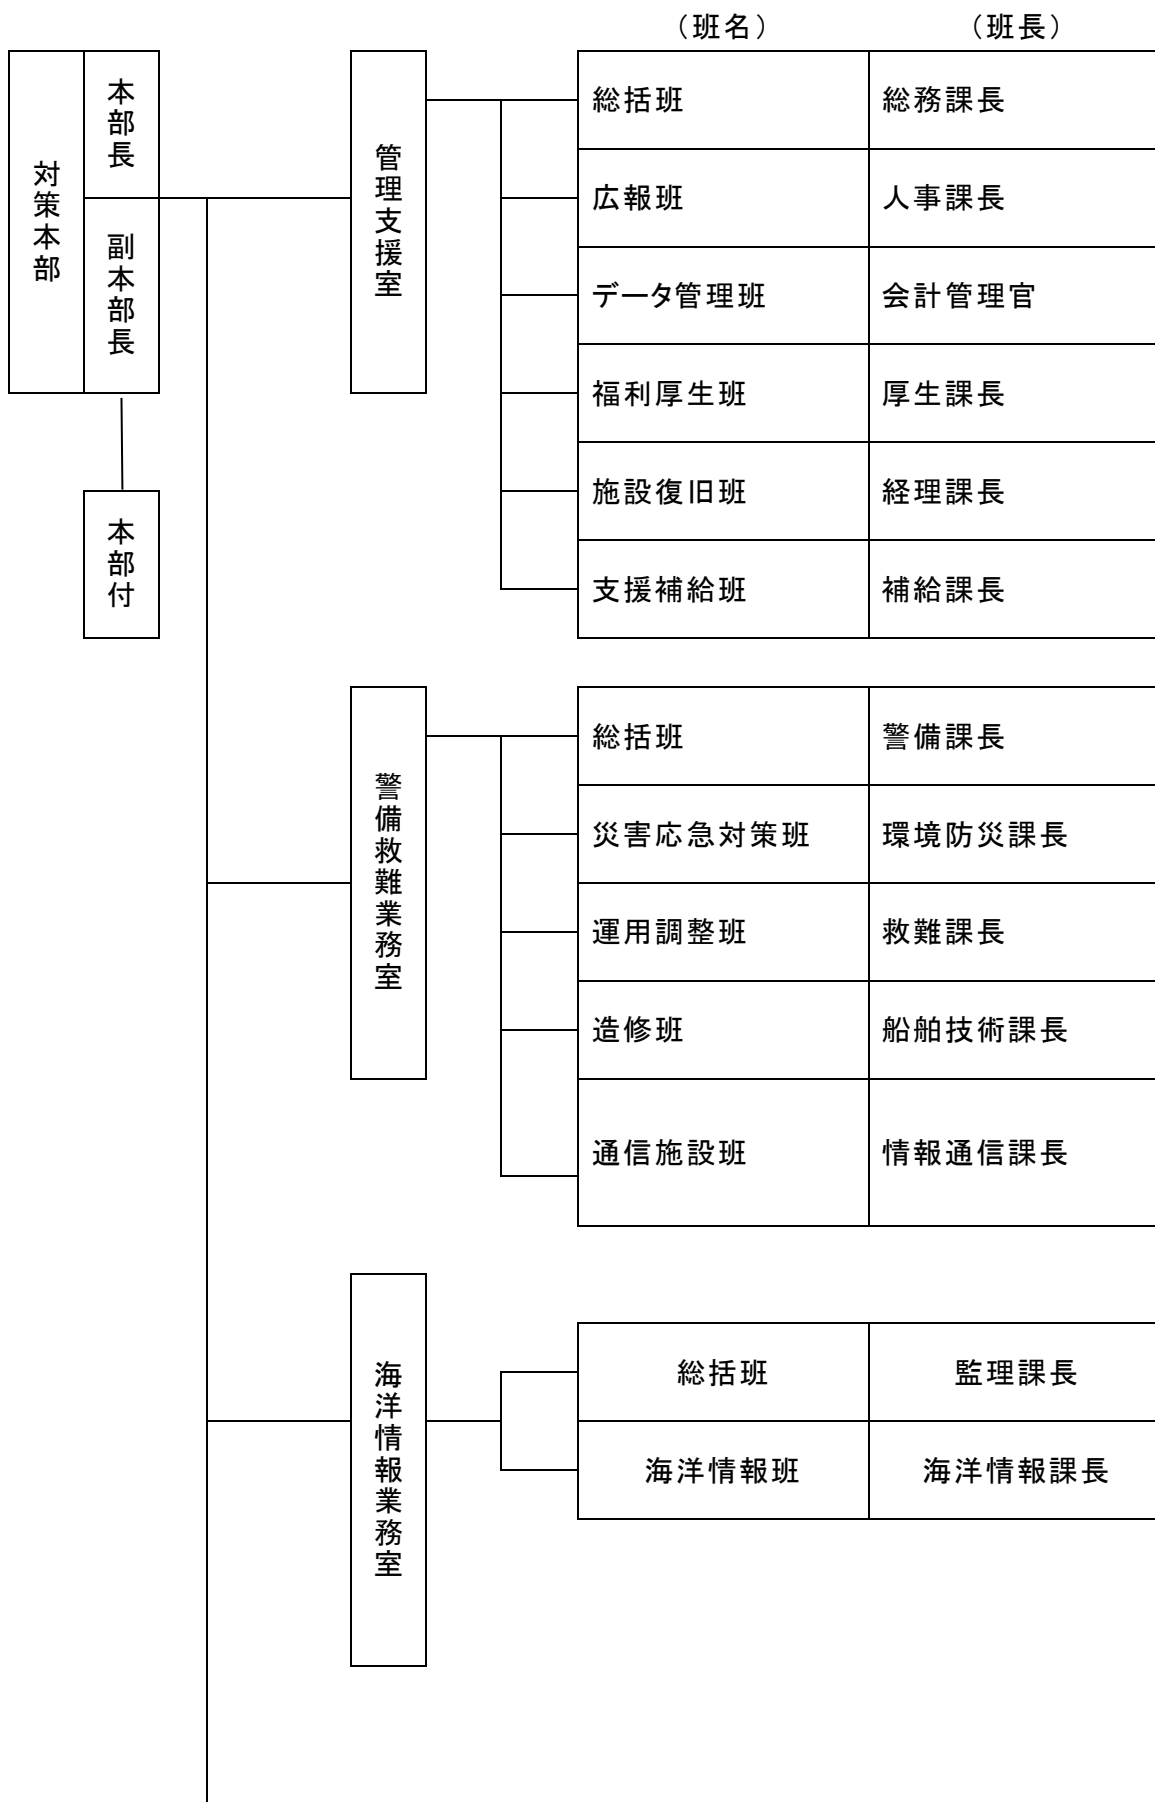 （班名）
（班長）
対策本部
本部長
副本部長
本部付
管理支援室
総括班
総務課長
広報班
人事課長
データ管理班
会計管理官
福利厚生班
厚生課長
施設復旧班
経理課長
支援補給班
補給課長
警備救難業務室
総括班
警備課長
災害応急対策班
環境防災課長
運用調整班
救難課長
造修班
船舶技術課長
通信施設班
情報通信課長
海洋情報業務室
総括班
監理課長
海洋情報班
海洋情報課長